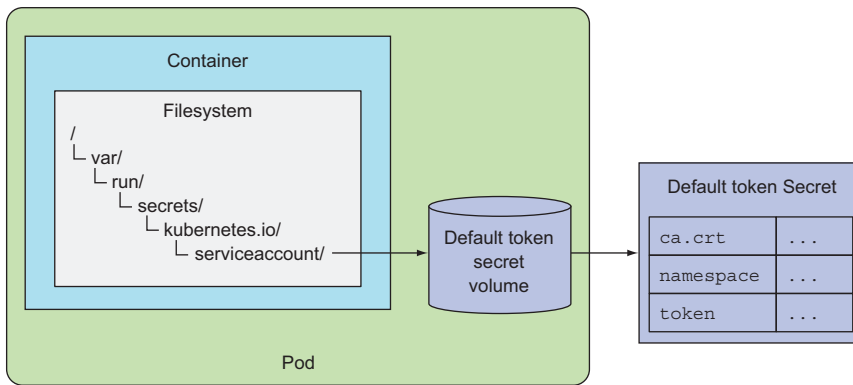 Container
Filesystem
/
var/
run/
secrets/
kubernetes.io/
serviceaccount/
Default token
secret
volume
Pod
Default token Secret
ca.crt ...
namespace ...
token ...